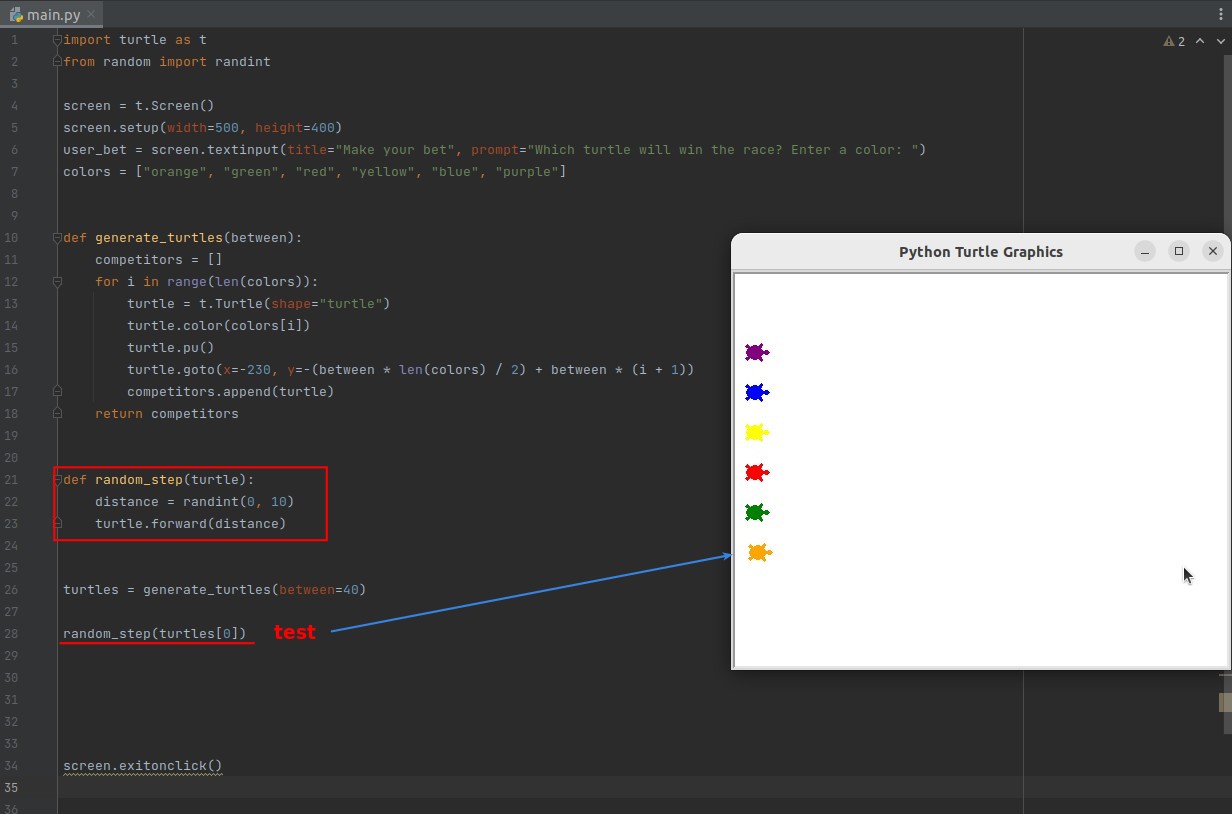 main.py
2
1 import turtle as t
2 from random import randint
3
4 screen = t.Screen()
5 screen.setup(width=500, height=400)
6 user_bet = screen.textinput(title="Make your bet", prompt="Which turtle will win the race? Enter a color: ")
7 colors = ["orange", "green", "red", "yellow", "blue", "purple"]
8
9
10 def generate_turtles(between):
11     competitors = []
12     for i in range(len(colors)):
13         turtle = t.Turtle(shape="turtle")
14         turtle.color(colors[i])
15         turtle.pu()
16         turtle.goto(x=-230, y=-(between * len(colors) / 2) + between * (i + 1))
17         competitors.append(turtle)
18     return competitors
19
20
21 def random_step(turtle):
22     distance = randint(0, 10)
23     turtle.forward(distance)
24
25
26 turtles = generate_turtles(between=40)
27
28 random_step(turtles[0]) test
29
30
31
32
33
34 screen.exitonclick()
35
36
Python Turtle Graphics